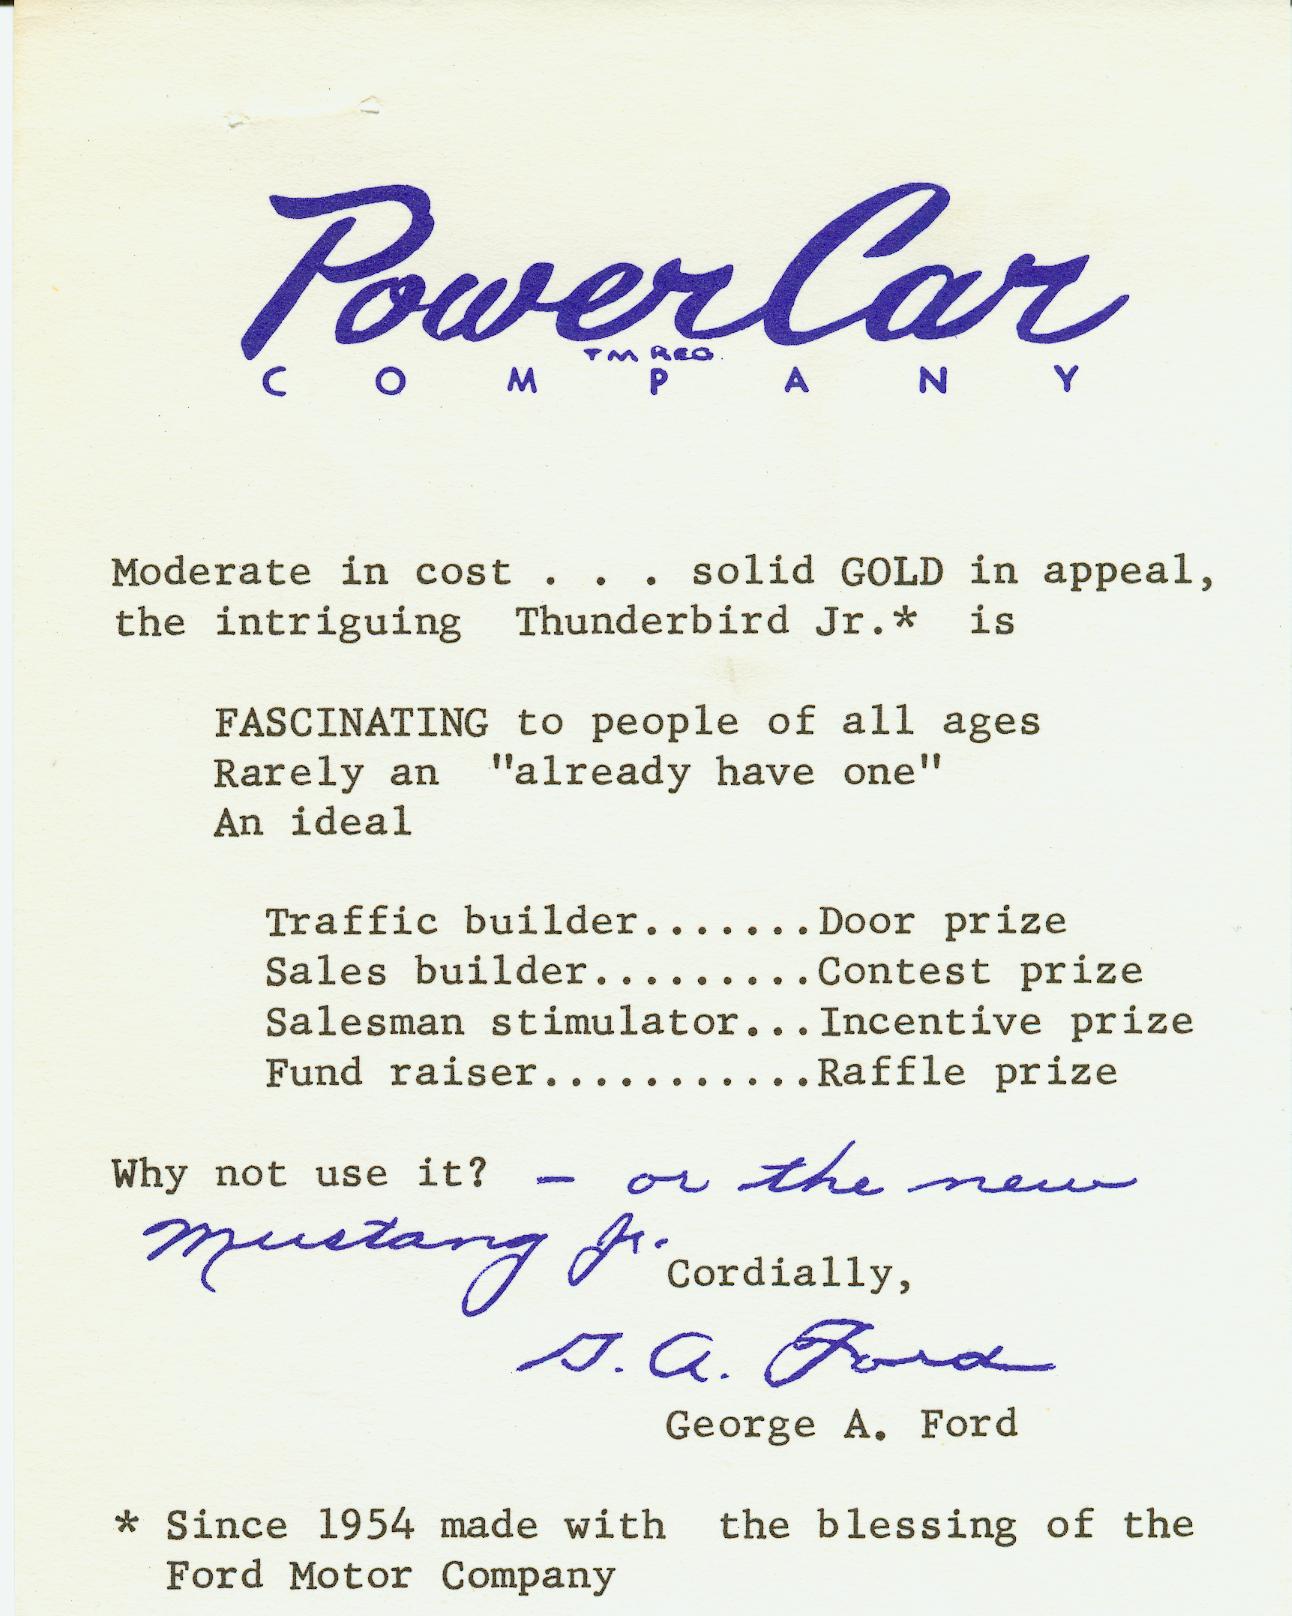 PowerCar
TM REG.
COMPANY
Moderate in cost . . . solid GOLD in appeal,
the intriguing Thunderbird Jr.* is
FASCINATING to people of all ages
Rarely an "already have one"
An ideal
Traffic builder.......Door prize
Sales builder.........Contest prize
Salesman stimulator...Incentive prize
Fund raiser...........Raffle prize
Why not use it? - or the new
Mustang Jr.
Cordially,
G. A. Ford
George A. Ford
* Since 1954 made with the blessing of the
Ford Motor Company